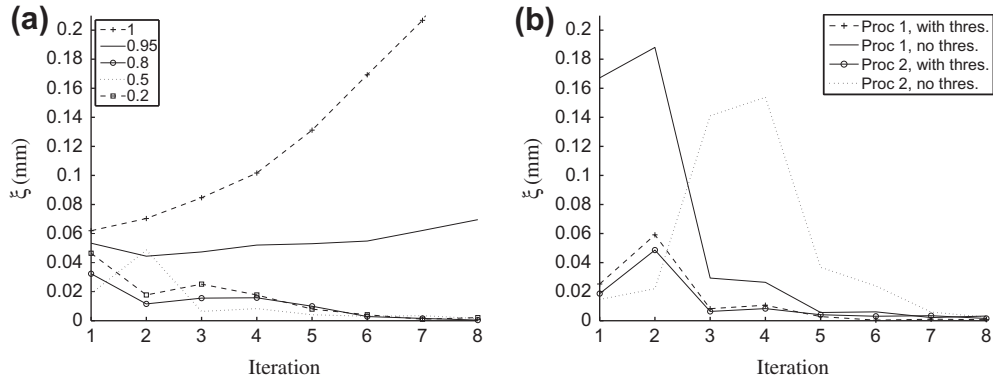 (a)
0.2
0.18
0.16
0.14
0.12
0.1
0.08
0.06
0.04
0.02
0
ξ (mm)
1
0.95
0.8
0.5
0.2
1 2 3 4 5 6 7 8
Iteration
(b)
0.2
0.18
0.16
0.14
0.12
0.1
0.08
0.06
0.04
0.02
0
ξ (mm)
Proc 1, with thres.
Proc 1, no thres.
Proc 2, with thres.
Proc 2, no thres.
1 2 3 4 5 6 7 8
Iteration